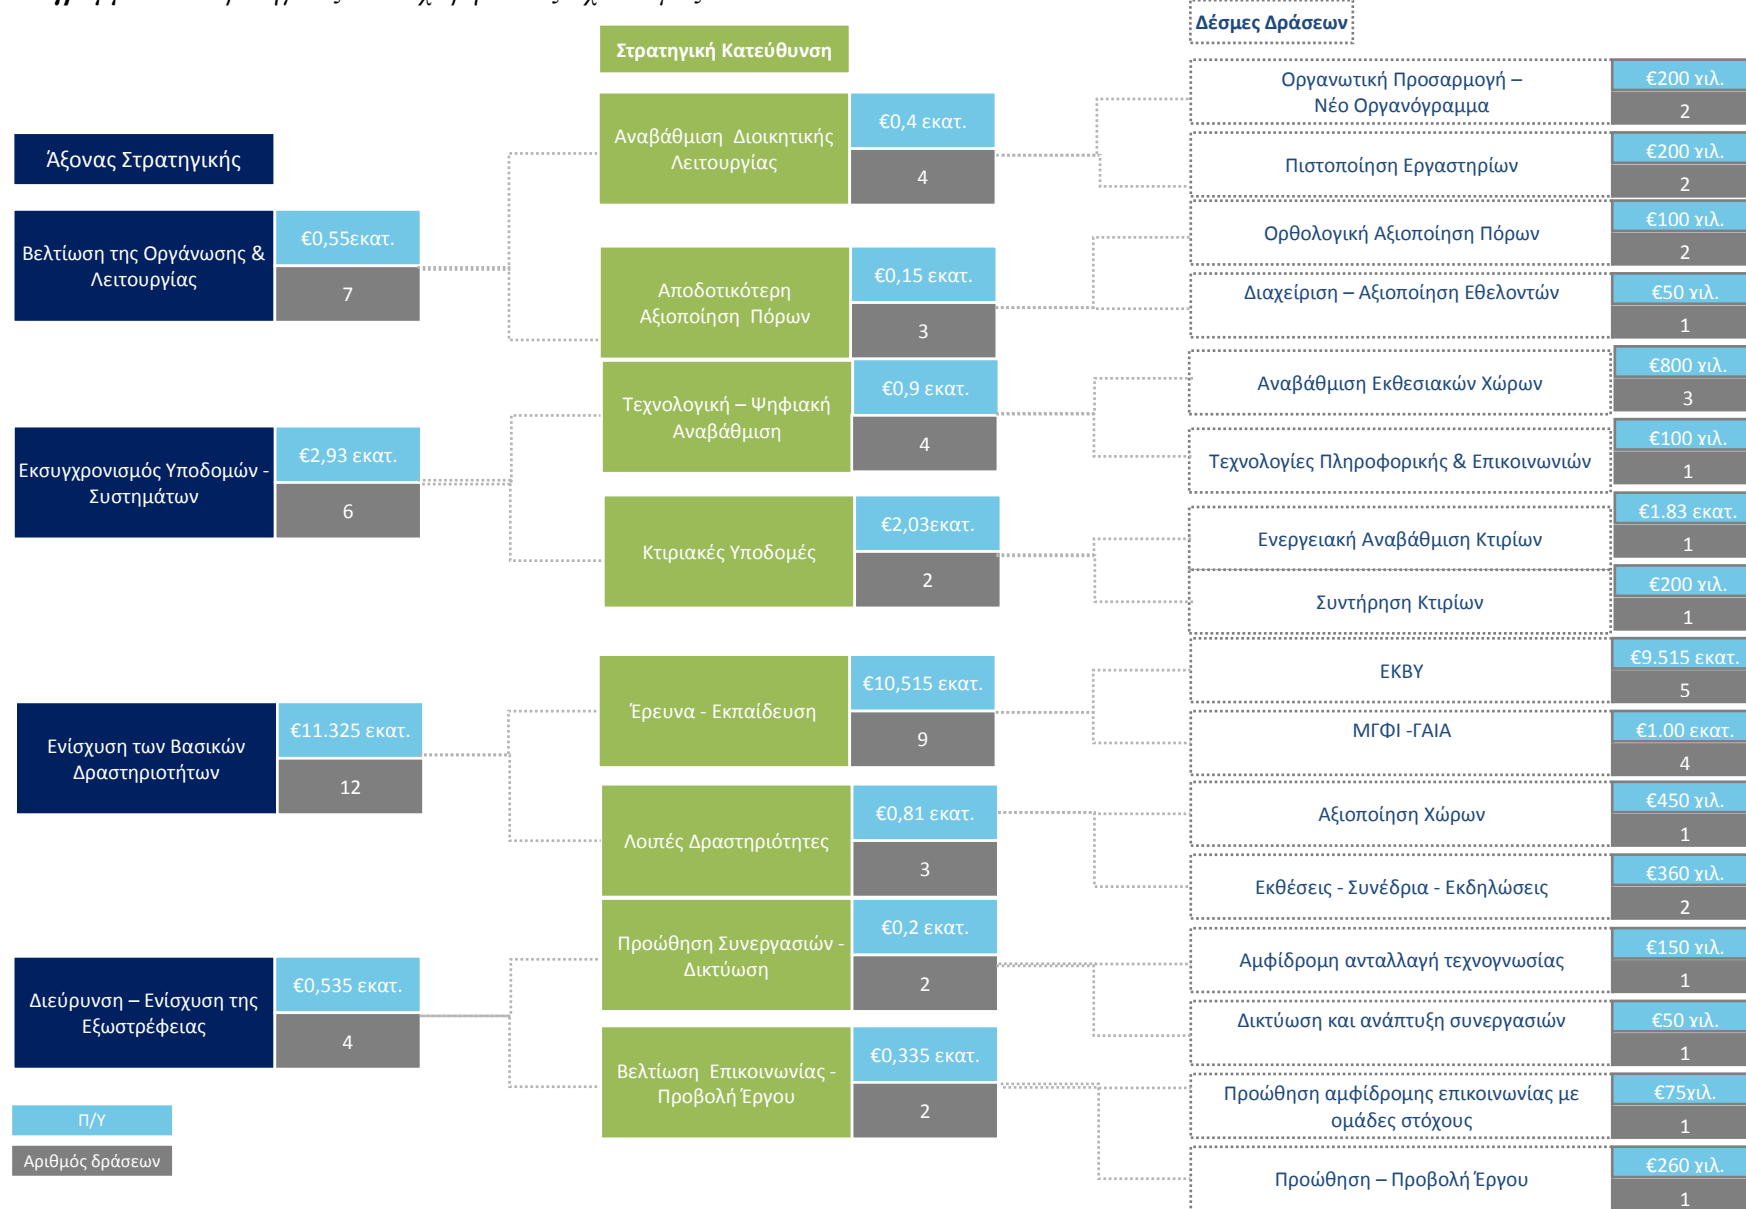 Δέσμες Δράσεων
Στρατηγική Κατεύθυνση
Άξονας Στρατηγικής
Βελτίωση της Οργάνωσης &
Λειτουργίας
€0,55εκατ.
7
Αναβάθμιση Διοικητικής
Λειτουργίας
€0,4 εκατ.
4
Οργανωτική Προσαρμογή –
Νέο Οργανόγραμμα
€200 χιλ.
2
Πιστοποίηση Εργαστηρίων
€200 χιλ.
2
Αποδοτικότερη
Αξιοποίηση Πόρων
€0,15 εκατ.
3
Ορθολογική Αξιοποίηση Πόρων
€100 χιλ.
2
Διαχείριση – Αξιοποίηση Εθελοντών
€50 χιλ.
1
Εκσυγχρονισμός Υποδομών -
Συστημάτων
€2,93 εκατ.
6
Τεχνολογική – Ψηφιακή
Αναβάθμιση
€0,9 εκατ.
4
Αναβάθμιση Εκθεσιακών Χώρων
€800 χιλ.
3
Τεχνολογίες Πληροφορικής & Επικοινωνιών
€100 χιλ.
1
Κτιριακές Υποδομές
€2,03εκατ.
2
Ενεργειακή Αναβάθμιση Κτιρίων
€1.83 εκατ.
1
Συντήρηση Κτιρίων
€200 χιλ.
1
Ενίσχυση των Βασικών
Δραστηριοτήτων
€11.325 εκατ.
12
Έρευνα - Εκπαίδευση
€10,515 εκατ.
9
ΕΚΒΥ
€9.515 εκατ.
5
ΜΓΦΙ -ΓΑΙΑ
€1.00 εκατ.
4
Λοιπές Δραστηριότητες
€0,81 εκατ.
3
Αξιοποίηση Χώρων
€450 χιλ.
1
Εκθέσεις - Συνέδρια - Εκδηλώσεις
€360 χιλ.
2
Διεύρυνση – Ενίσχυση της
Εξωστρέφειας
€0,535 εκατ.
4
Προώθηση Συνεργασιών -
Δικτύωση
€0,2 εκατ.
2
Αμφίδρομη ανταλλαγή τεχνογνωσίας
€150 χιλ.
1
Δικτύωση και ανάπτυξη συνεργασιών
€50 χιλ.
1
Βελτίωση Επικοινωνίας -
Προβολή Έργου
€0,335 εκατ.
2
Προώθηση αμφίδρομης επικοινωνίας με
ομάδες στόχους
€75χιλ.
1
Προώθηση – Προβολή Έργου
€260 χιλ.
1
Π/Υ
Αριθμός δράσεων